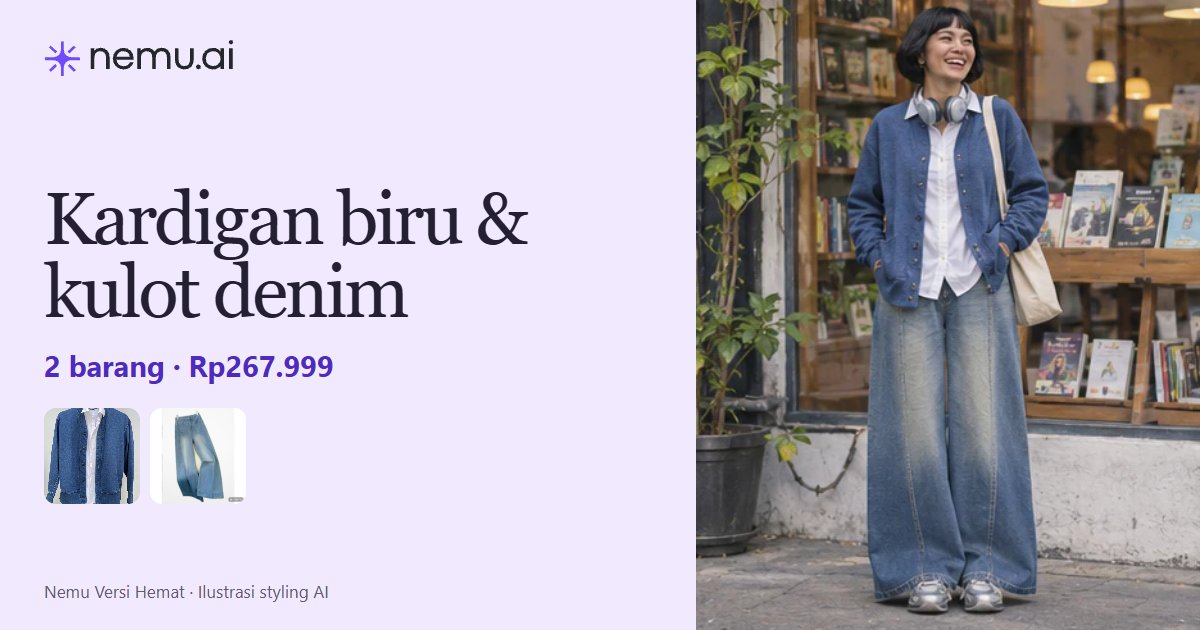 nemu.ai
Kardigan biru &
kulot denim
2 barang · Rp267.999
Nemu Versi Hemat · Ilustrasi styling AI